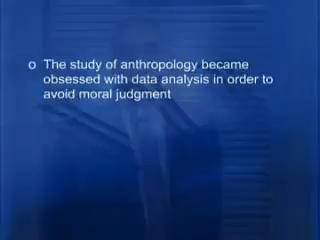 o The study of anthropology became
obsessed with data analysis in order to
avoid moral judgment